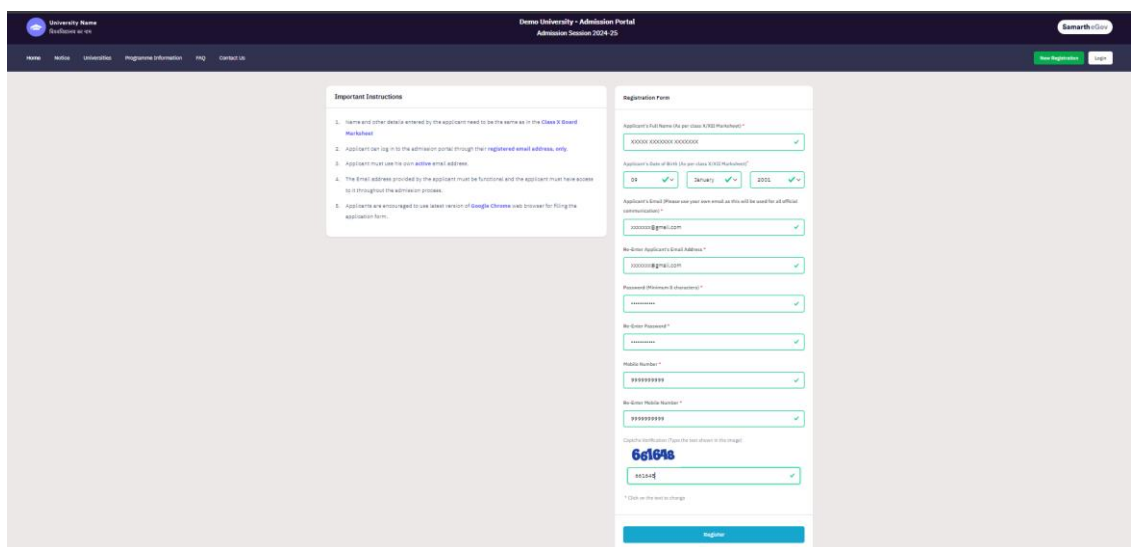 University Name
विश्वविद्यालय का नाम
Demo University - Admission Portal
Admission Session 2024-25
Samarth eGov
Home Notice Universities Programme Information FAQ Contact Us
New Registration Login
Important Instructions
1. Name and other details entered by the applicant need to be the same as in the Class X Board
Marksheet
2. Applicant can log in to the admission portal through their registered email address, only.
3. Applicant must use his own active email address.
4. The Email address provided by the applicant must be functional and the applicant must have access
to it throughout the admission process.
5. Applicants are encouraged to use latest version of Google Chrome web browser for filling the
application form.
Registration Form
Applicant's Full Name (As per class X/XII Marksheet) *
XXXXX XXXXXXX XXXXXXX
Applicant's Date of Birth (As per class X/XII Marksheet)*
09 January 2001
Applicant's Email (Please use your own email as this will be used for all official
communication) *
xxxxxxx@gmail.com
Re-Enter Applicant's Email Address *
xxxxxxx@gmail.com
Password (Minimum 8 characters) *
Re-Enter Password *
Mobile Number *
9999999999
Re-Enter Mobile Number *
9999999999
Captcha Verification (Type the text shown in the image)
661648
661648
* Click on the text to change
Register